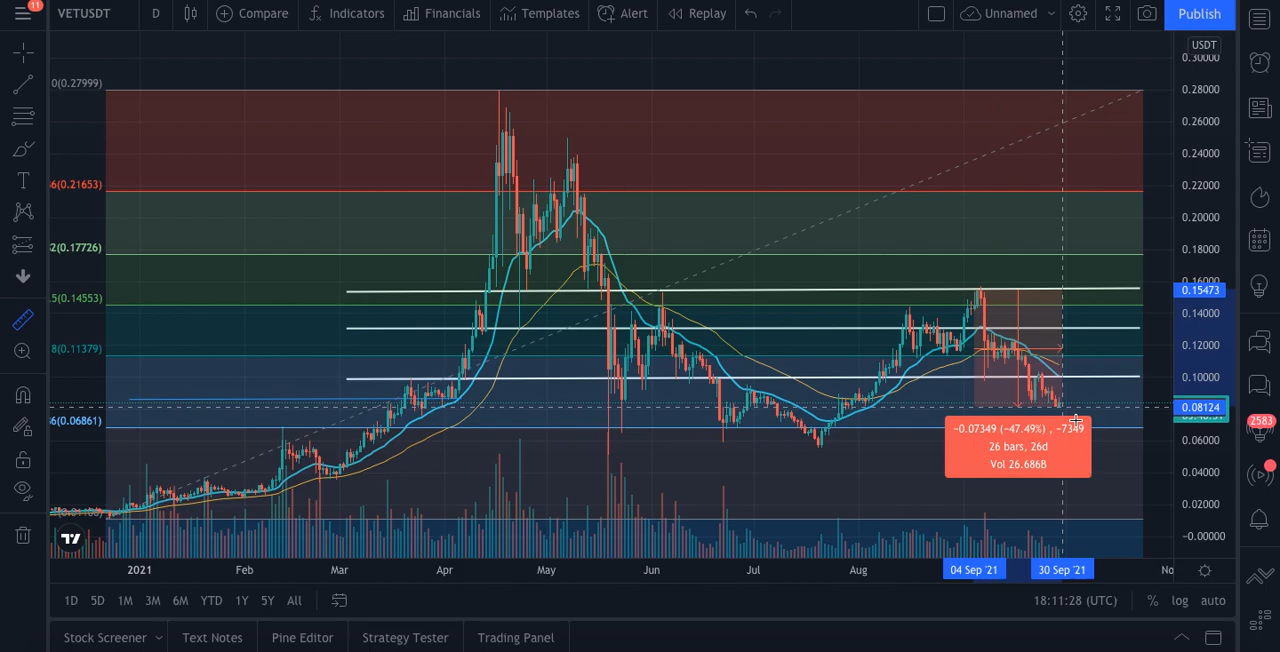 11
VETUSDT D Compare Indicators Financials Templates Alert Replay Unnamed Publish
USDT
0.30000
0(0.27999) 0.28000
0.26000
0.24000
6(0.21653) 0.22000
0.20000
2(0.17726) 0.18000
0.16000
5(0.14553) 0.15473
0.14000
8(0.11379) 0.12000
0.10000
0.08124
6(0.06861) 2583
-0.07349 (-47.49%) , -7349
0.06000
26 bars, 26d
Vol 26.686B
0.04000
0.02000
-0.00000
2021 Feb Mar Apr May Jun Jul Aug 04 Sep '21 30 Sep '21 No
1D 5D 1M 3M 6M YTD 1Y 5Y All 18:11:28 (UTC) % log auto
Stock Screener Text Notes Pine Editor Strategy Tester Trading Panel